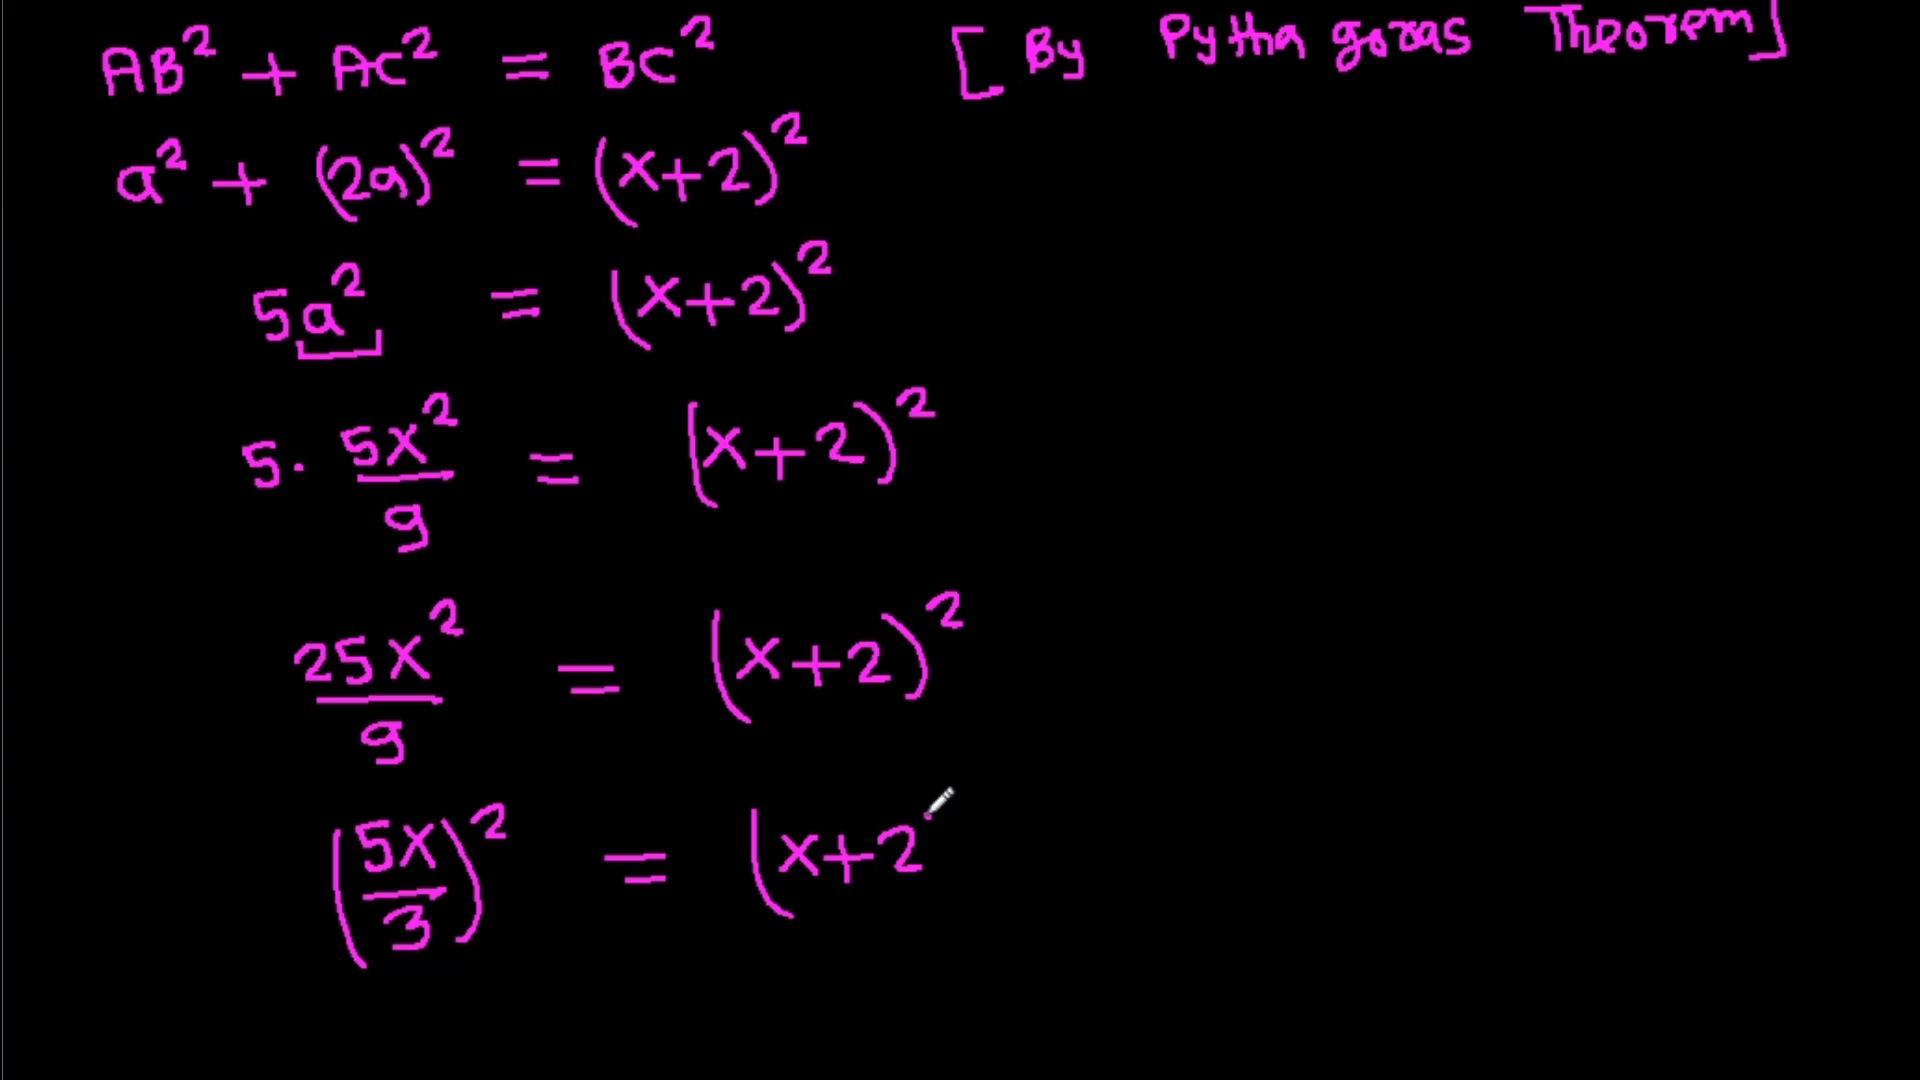 AB² + AC² = BC² [By Pythagoras Theorem]
a² + (2a)² = (x+2)²
5a² = (x+2)²
5. 5x²/9 = (x+2)²
25x²/9 = (x+2)²
(5x/3)² = (x+2